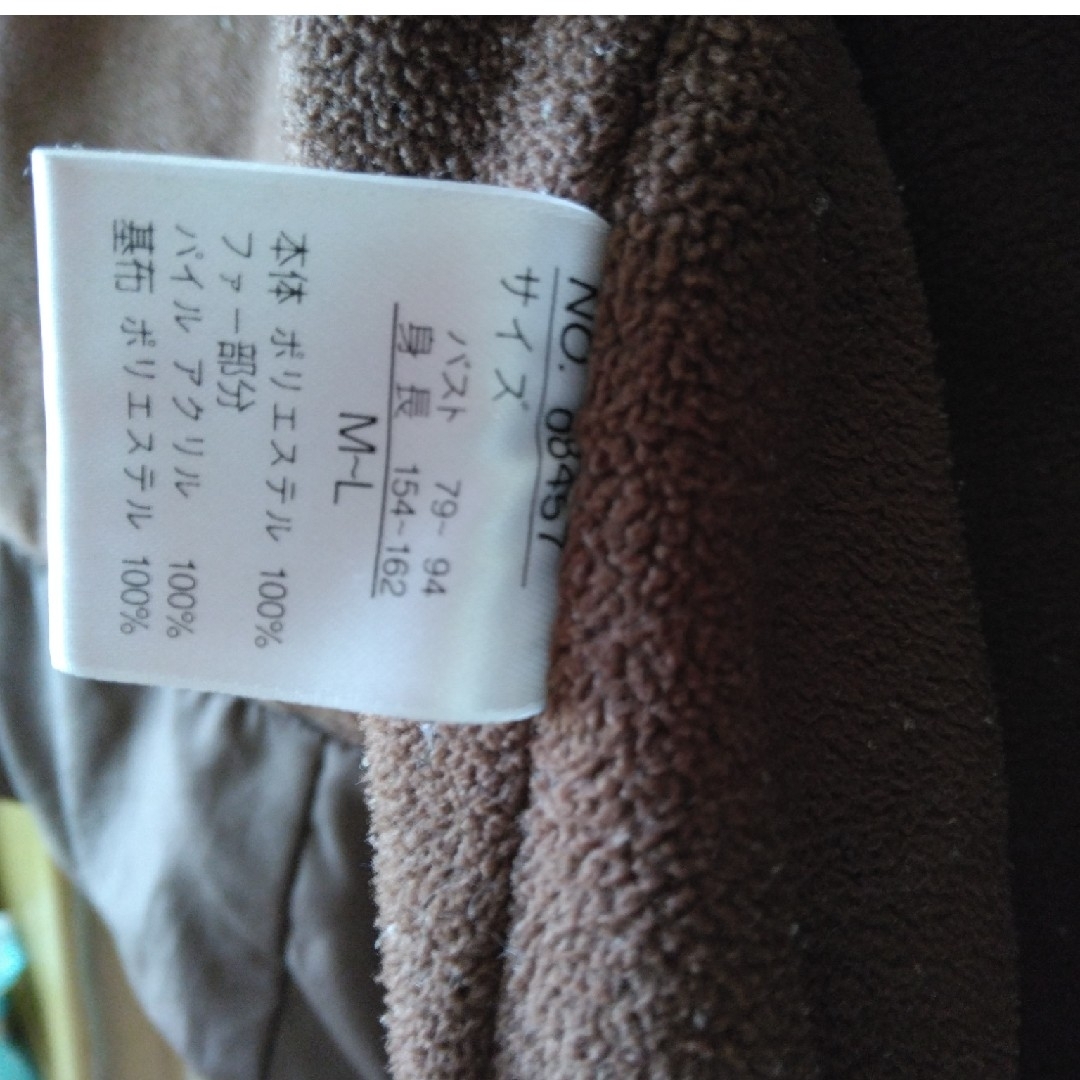 NO. 08457
サイズ
バスト 79~94
身長 154~162
M~L
本体 ポリエステル 100%
ファー部分
パイル アクリル 100%
基布 ポリエステル 100%